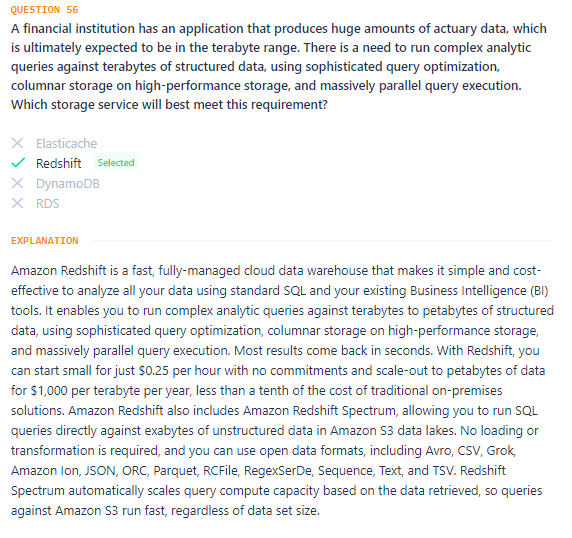 QUESTION 56
A financial institution has an application that produces huge amounts of actuary data, which
is ultimately expected to be in the terabyte range. There is a need to run complex analytic
queries against terabytes of structured data, using sophisticated query optimization,
columnar storage on high-performance storage, and massively parallel query execution.
Which storage service will best meet this requirement?
Elasticache
Redshift Selected
DynamoDB
RDS
EXPLANATION
Amazon Redshift is a fast, fully-managed cloud data warehouse that makes it simple and cost-
effective to analyze all your data using standard SQL and your existing Business Intelligence (BI)
tools. It enables you to run complex analytic queries against terabytes to petabytes of structured
data, using sophisticated query optimization, columnar storage on high-performance storage,
and massively parallel query execution. Most results come back in seconds. With Redshift, you
can start small for just $0.25 per hour with no commitments and scale-out to petabytes of data
for $1,000 per terabyte per year, less than a tenth of the cost of traditional on-premises
solutions. Amazon Redshift also includes Amazon Redshift Spectrum, allowing you to run SQL
queries directly against exabytes of unstructured data in Amazon S3 data lakes. No loading or
transformation is required, and you can use open data formats, including Avro, CSV, Grok,
Amazon Ion, JSON, ORC, Parquet, RCFile, RegexSerDe, Sequence, Text, and TSV. Redshift
Spectrum automatically scales query compute capacity based on the data retrieved, so queries
against Amazon S3 run fast, regardless of data set size.